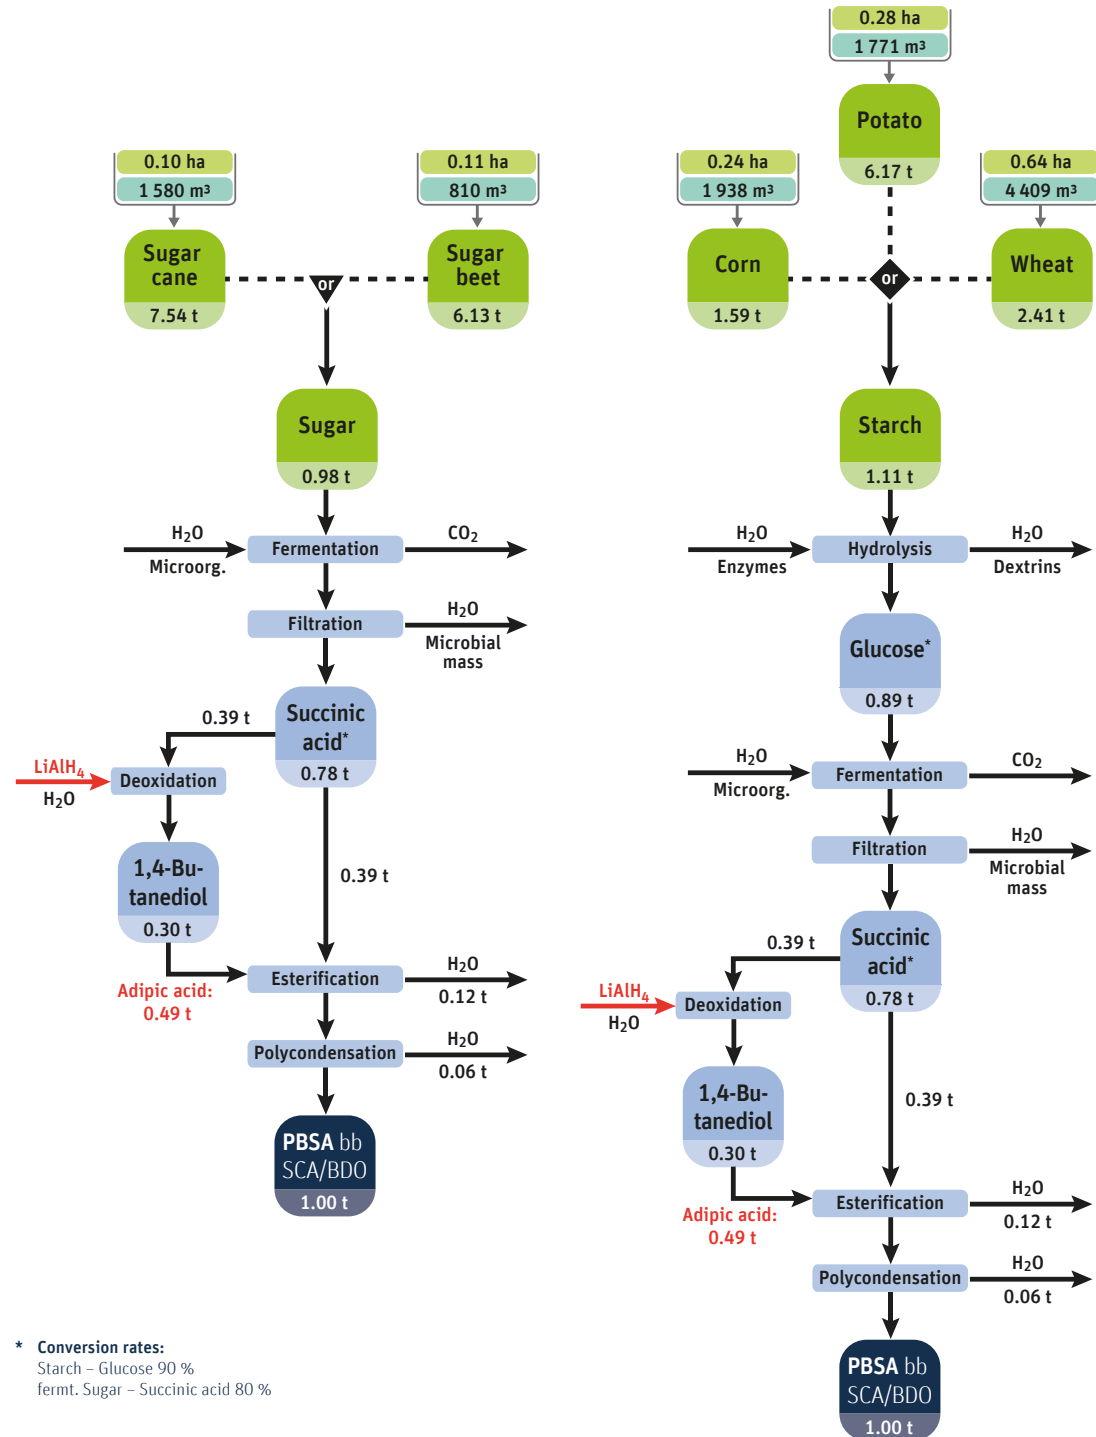 0.10 ha
1 580 m³
Sugar
cane
7.54 t
or
0.11 ha
810 m³
Sugar
beet
6.13 t
Sugar
0.98 t
H₂O
Microorg.
Fermentation
CO₂
Filtration
H₂O
Microbial
mass
Succinic
acid*
0.78 t
0.39 t
LiAlH₄
H₂O
Deoxidation
1,4-Bu-
tanediol
0.30 t
0.39 t
Adipic acid:
0.49 t
Esterification
H₂O
0.12 t
Polycondensation
H₂O
0.06 t
PBSA bb
SCA/BDO
1.00 t
0.28 ha
1 771 m³
Potato
6.17 t
0.24 ha
1 938 m³
Corn
1.59 t
or
0.64 ha
4 409 m³
Wheat
2.41 t
Starch
1.11 t
H₂O
Enzymes
Hydrolysis
H₂O
Dextrins
Glucose*
0.89 t
H₂O
Microorg.
Fermentation
CO₂
Filtration
H₂O
Microbial
mass
Succinic
acid*
0.78 t
0.39 t
LiAlH₄
H₂O
Deoxidation
1,4-Bu-
tanediol
0.30 t
0.39 t
Adipic acid:
0.49 t
Esterification
H₂O
0.12 t
Polycondensation
H₂O
0.06 t
PBSA bb
SCA/BDO
1.00 t
* Conversion rates:
Starch – Glucose 90 %
fermt. Sugar – Succinic acid 80 %